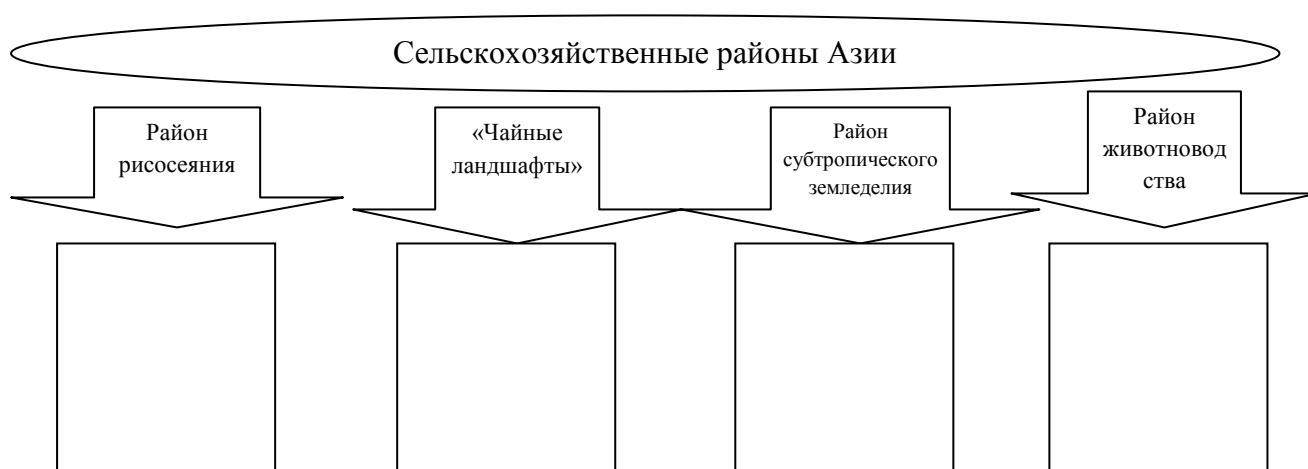 Сельскохозяйственные районы Азии
Район
рисосеяния
«Чайные
ландшафты»
Район
субтропического
земледелия
Район
животновод
ства